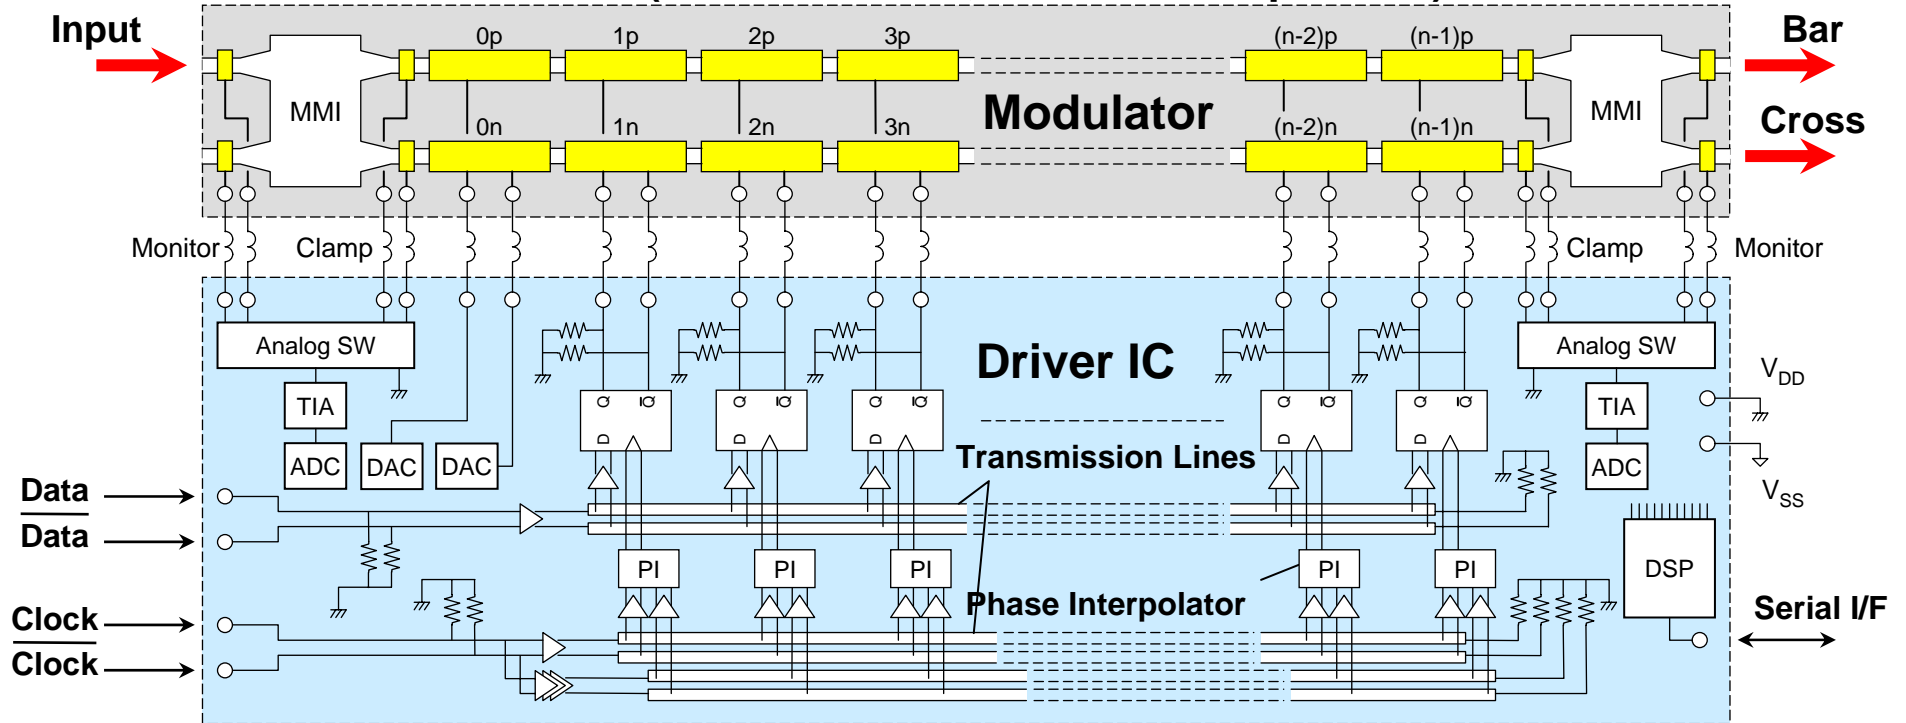 Input
0p 1p 2p 3p (n-2)p (n-1)p
Bar
MMI
Modulator
MMI
0n 1n 2n 3n (n-2)n (n-1)n
Cross
Monitor Clamp Clamp Monitor
Analog SW
Driver IC
Analog SW
VDD
TIA
TIA
Q Q Q Q Q Q Q Q Q Q
D D D D D
ADC DAC DAC
Transmission Lines
ADC
Data
VSS
Data
PI PI PI PI PI
DSP
Phase Interpolator
Clock
Serial I/F
Clock